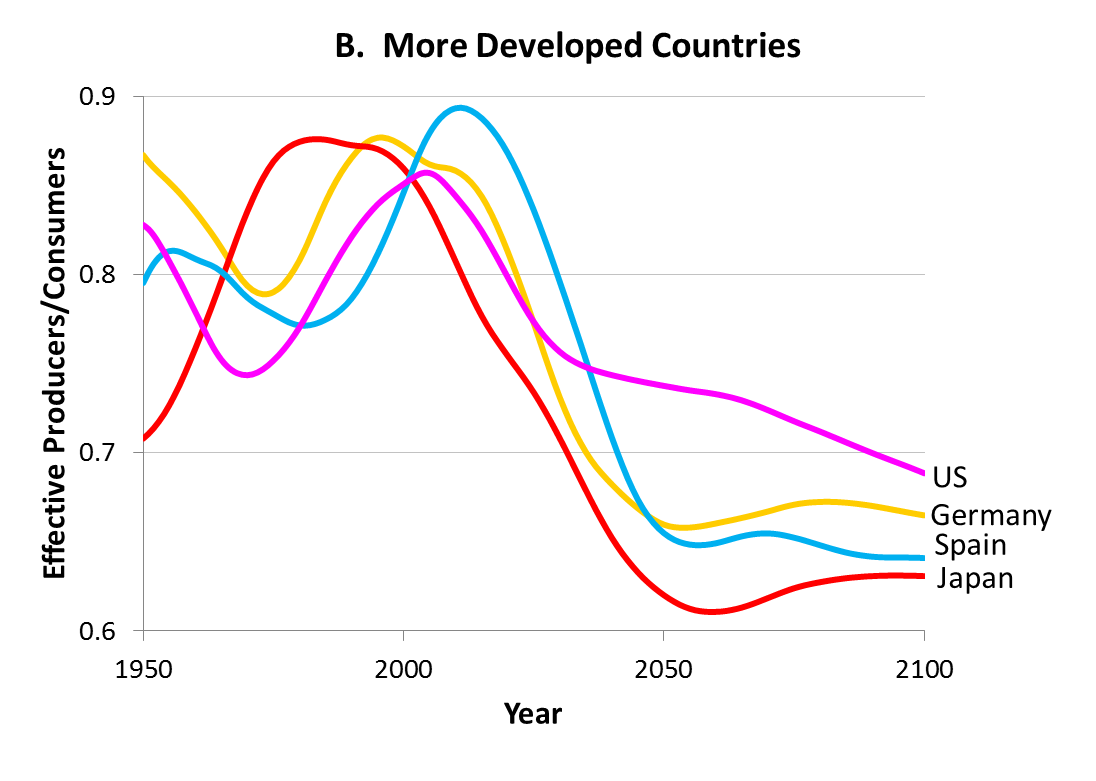 B.  More Developed Countries
Effective Producers/Consumers
0.9
0.8
0.7
0.6
US
Germany
Spain
Japan
1950
2000
2050
2100
Year